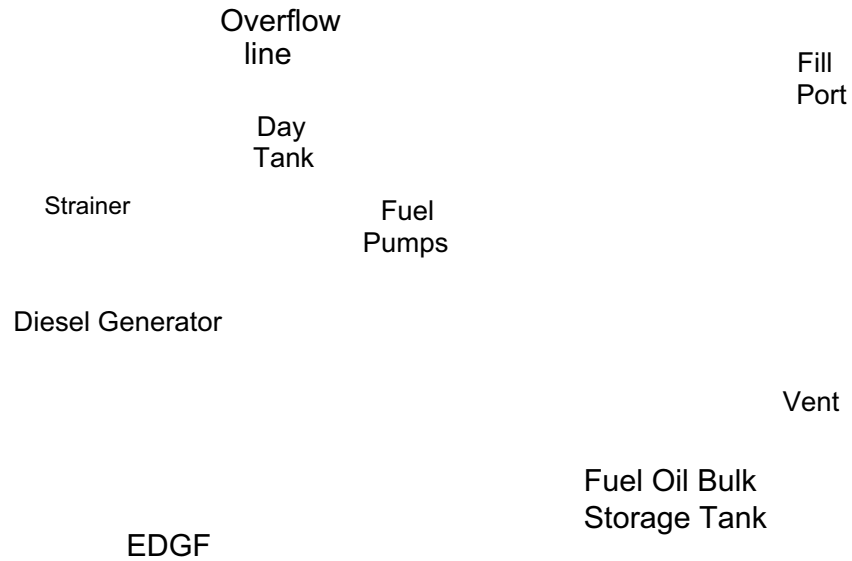 Overflow
line
Fill
Port
Day
Tank
Strainer
Fuel
Pumps
Diesel Generator
Vent
Fuel Oil Bulk
Storage Tank
EDGF